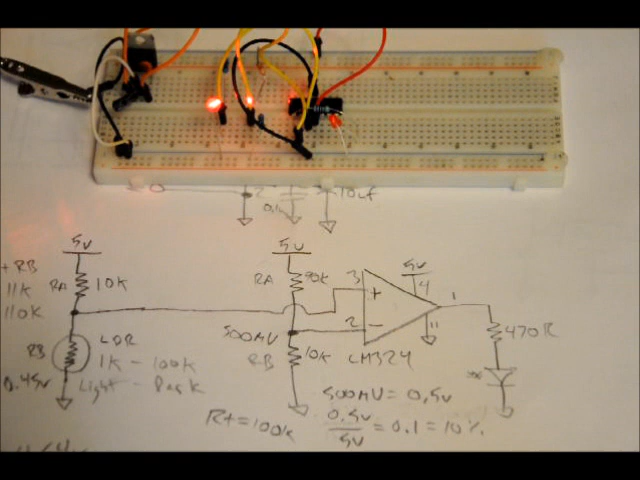 10uf
0.1
5v
5v
5v
+ RB
RA
10K
RA
90K
3
+
4
1
11K
110K
500MV
2
-
11
470R
RB
LDR
RB
10K
LM324
1K - 100K
0.45v
Light - Dark
500MV = 0,5v
Rt=100k
0.5v
5v
= 0.1 = 10%